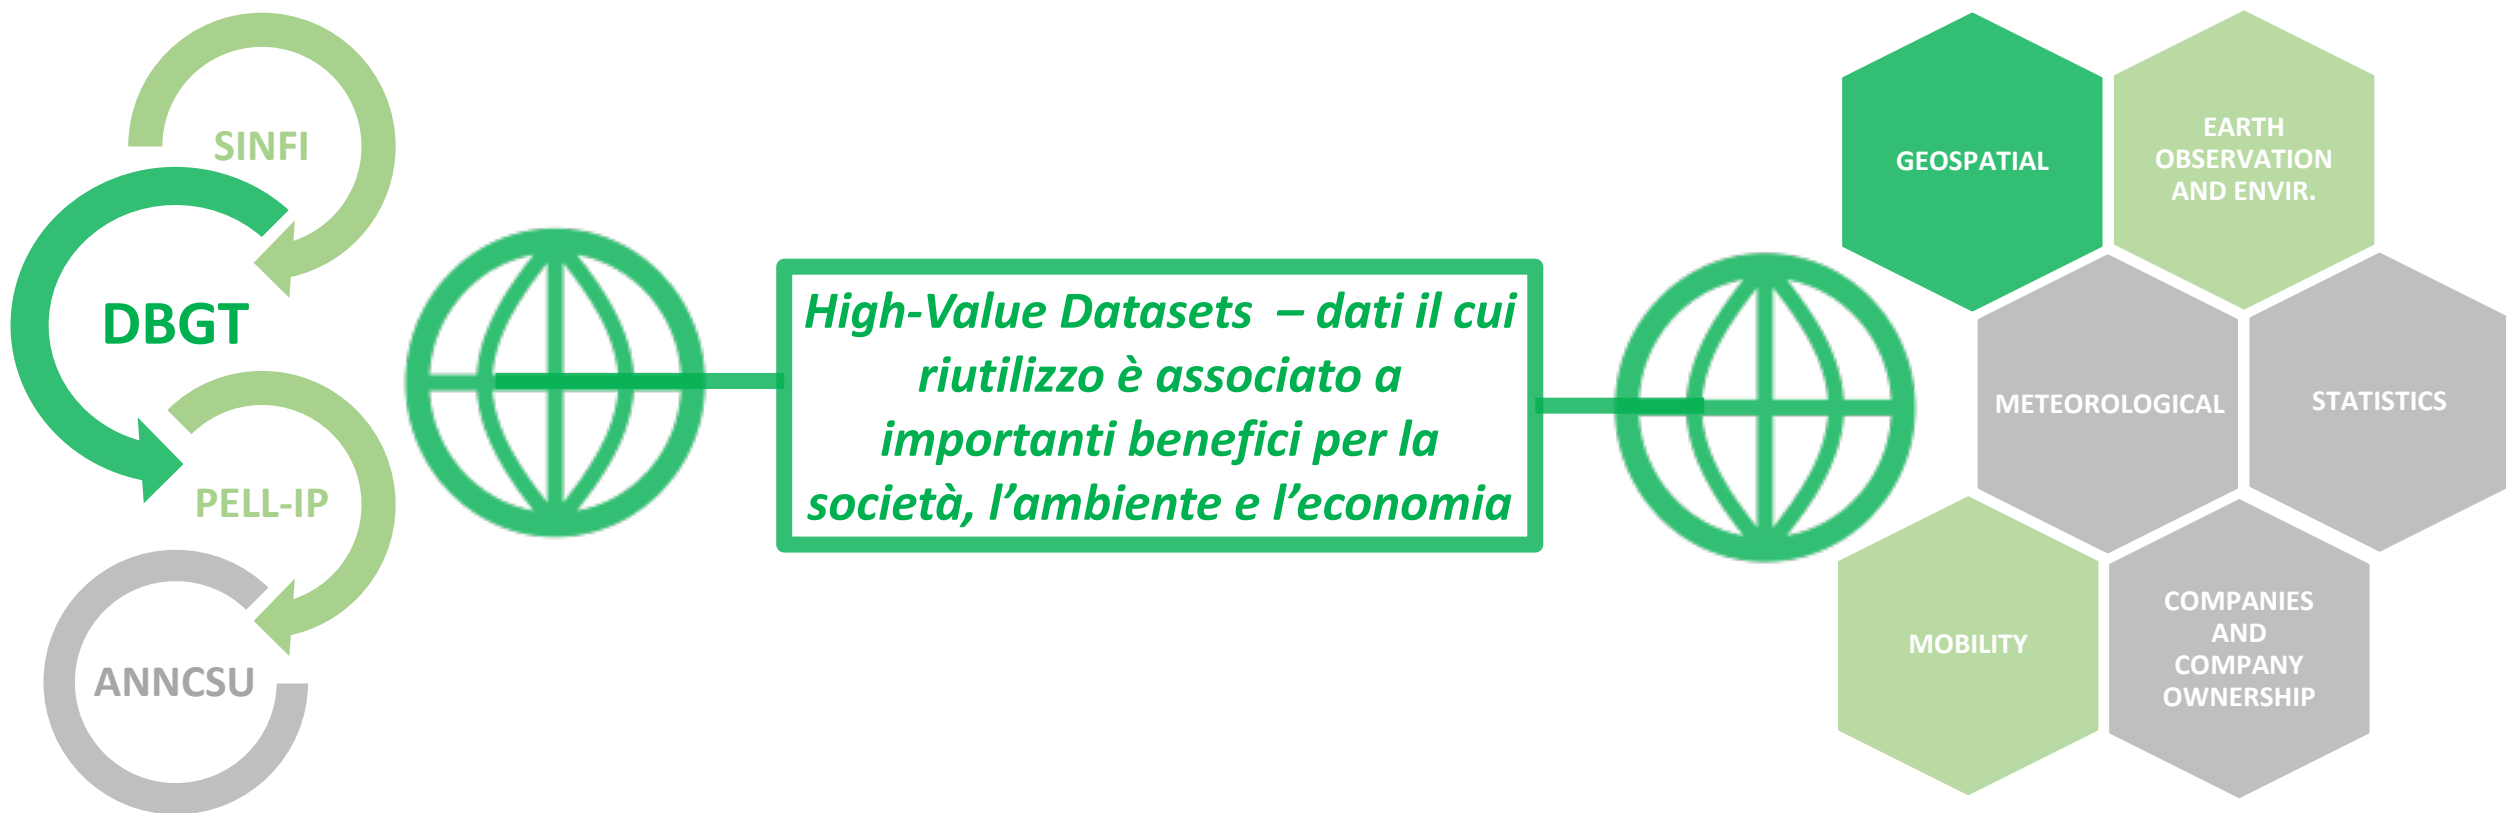 SINFI
DBGT
PELL-IP
ANNCSU
High-Value Datasets – dati il cui
riutilizzo è associato a
importanti benefici per la
società, l’ambiente e l’economia
GEOSPATIAL
EARTH
OBSERVATION
AND ENVIR.
METEOROLOGICAL
STATISTICS
MOBILITY
COMPANIES
AND
COMPANY
OWNERSHIP